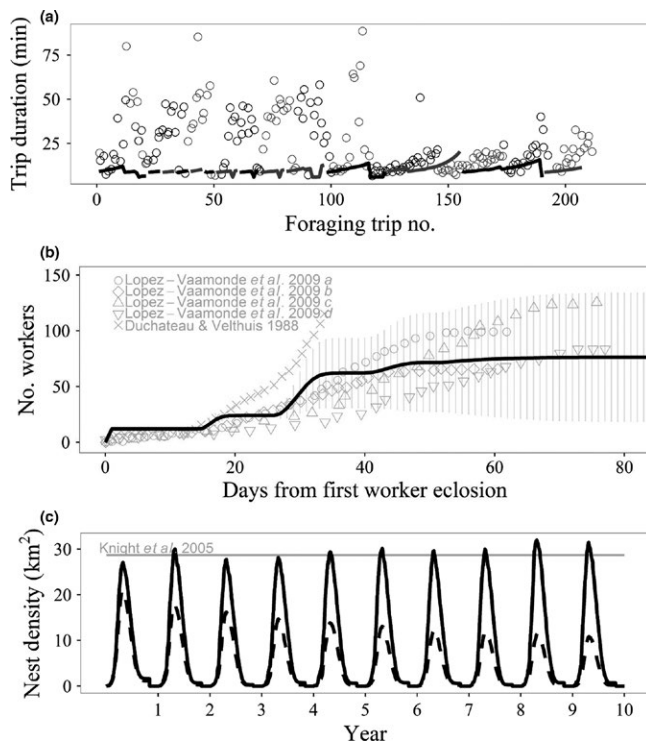 (a)
Trip duration (min)
75
50
25
0
50
100
150
200
Foraging trip no.
(b)
No. workers
150
100
50
0
Lopez – Vaamonde et al. 2009 a
Lopez – Vaamonde et al. 2009 b
Lopez – Vaamonde et al. 2009 c
Lopez – Vaamonde et al. 2009 d
Duchateau & Velthuis 1988
0
20
40
60
80
Days from first worker eclosion
(c)
Nest density (km²)
30
20
10
0
Knight et al. 2005
1
2
3
4
5
6
7
8
9
10
Year